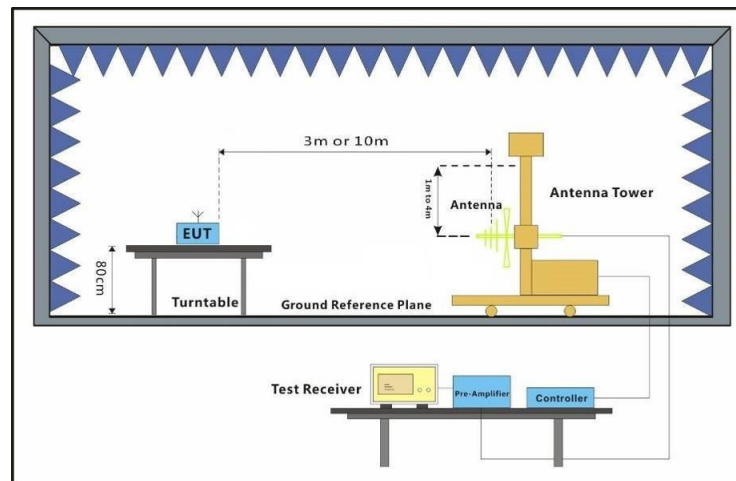 3m or 10m
1m to 4m
Antenna
Antenna Tower
EUT
80cm
Turntable
Ground Reference Plane
Test Receiver
Pre-Amplifier
Controller